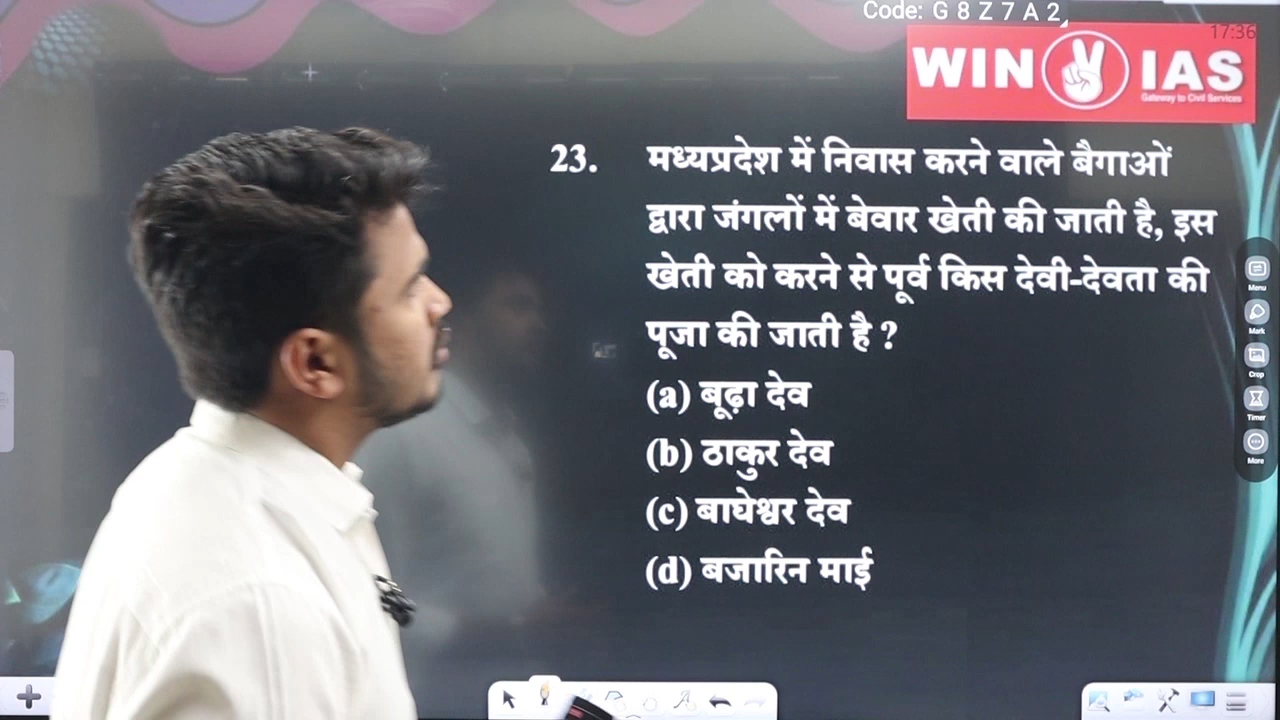 Code: G 8 Z 7 A 2
17:36
WIN IAS
Gateway to Civil Services
23. मध्यप्रदेश में निवास करने वाले बैगाओं
द्वारा जंगलों में बेवार खेती की जाती है, इस
खेती को करने से पूर्व किस देवी-देवता की
पूजा की जाती है ?
(a) बूढ़ा देव
(b) ठाकुर देव
(c) बाघेश्वर देव
(d) बजारिन माई
Menu
Mark
Crop
Timer
More